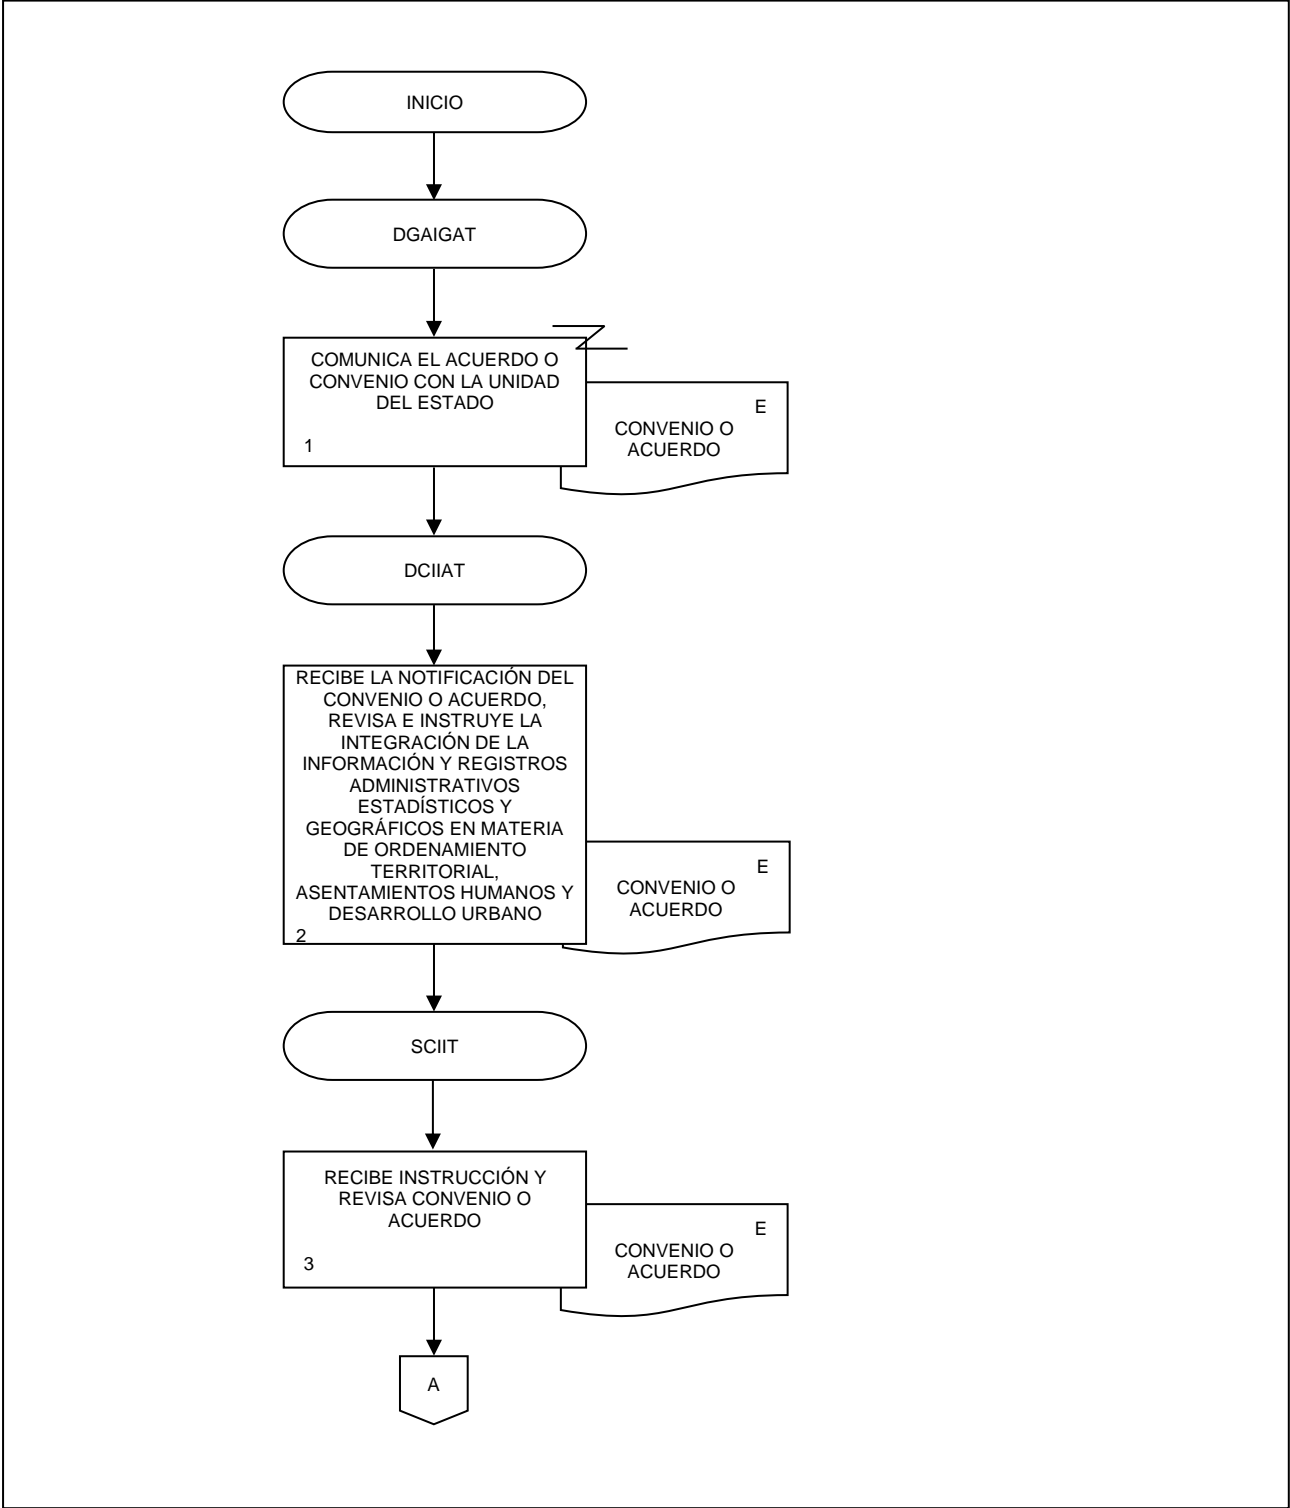 INICIO
DGAIGAT
COMUNICA EL ACUERDO O
CONVENIO CON LA UNIDAD
DEL ESTADO
1
E
CONVENIO O
ACUERDO
DCIIAT
RECIBE LA NOTIFICACIÓN DEL
CONVENIO O ACUERDO,
REVISA E INSTRUYE LA
INTEGRACIÓN DE LA
INFORMACIÓN Y REGISTROS
ADMINISTRATIVOS
ESTADÍSTICOS Y
GEOGRÁFICOS EN MATERIA
DE ORDENAMIENTO
TERRITORIAL,
ASENTAMIENTOS HUMANOS Y
DESARROLLO URBANO
2
E
CONVENIO O
ACUERDO
SCIIT
RECIBE INSTRUCCIÓN Y
REVISA CONVENIO O
ACUERDO
3
E
CONVENIO O
ACUERDO
A